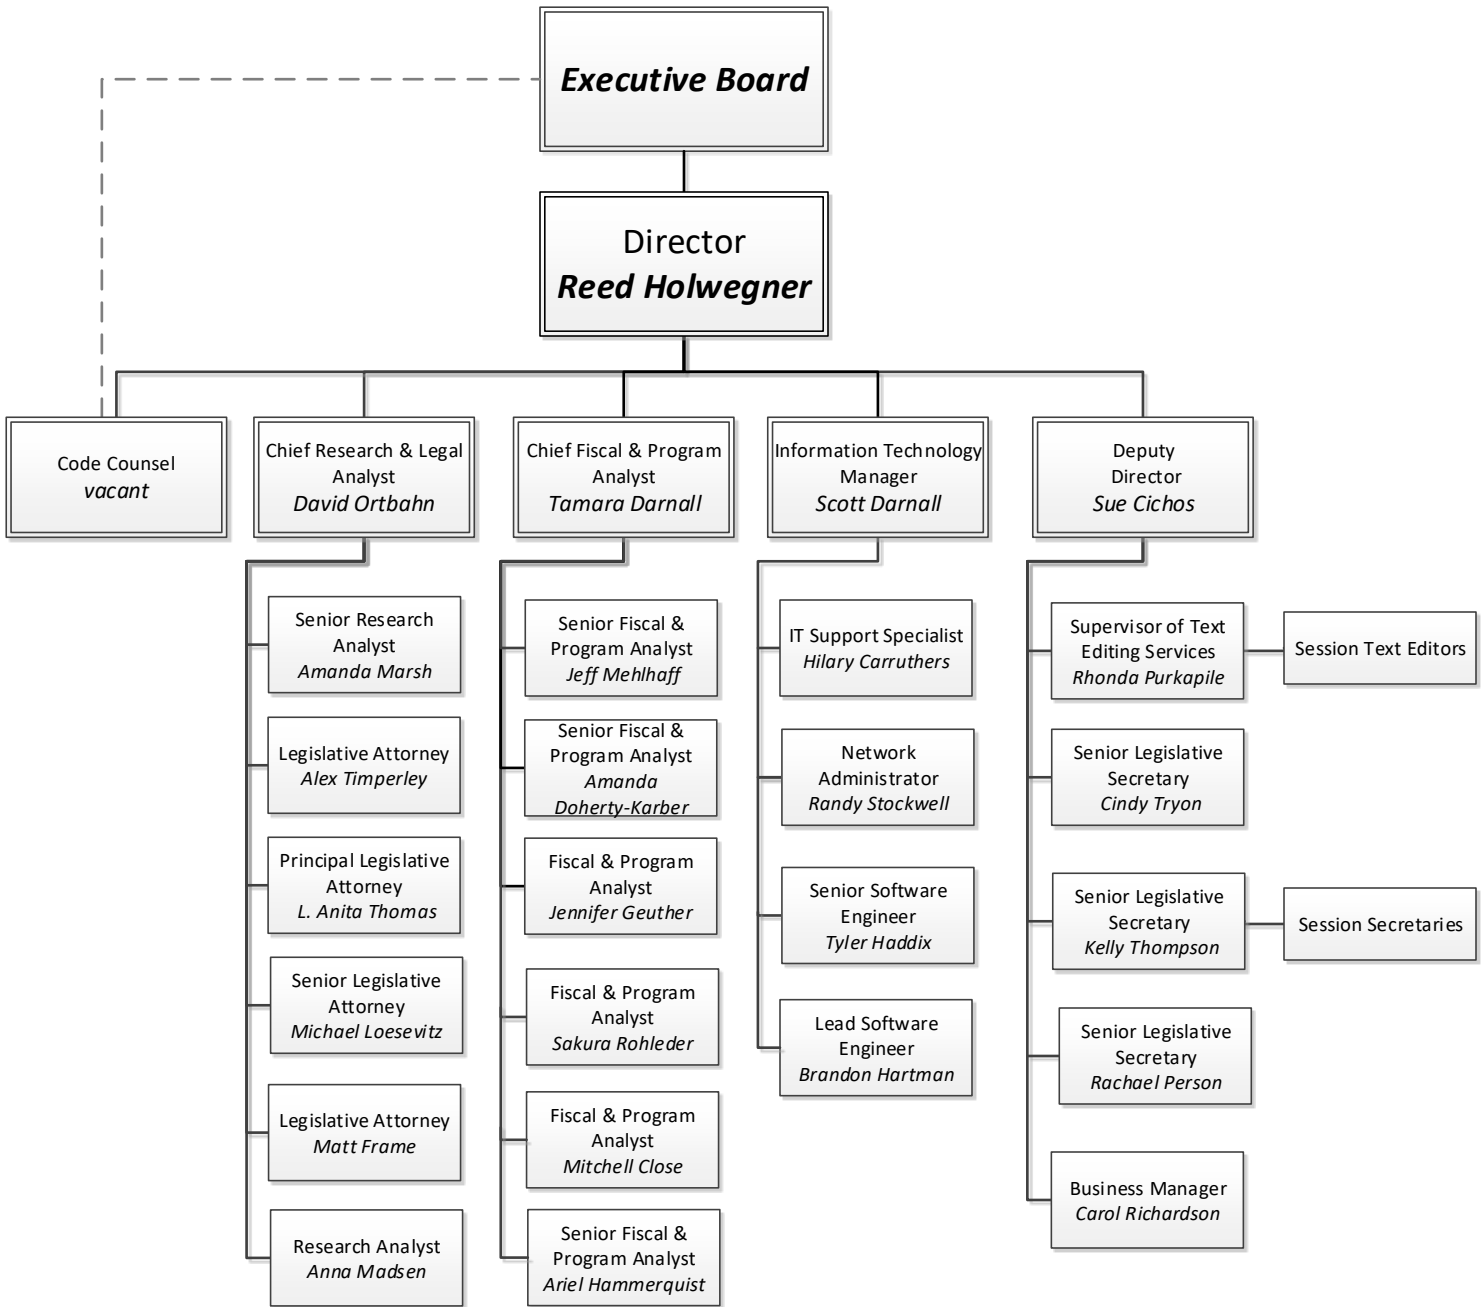 Executive Board
Director
Reed Holwegner
Code Counsel
vacant
Chief Research & Legal
Analyst
David Ortbahn
Chief Fiscal & Program
Analyst
Tamara Darnall
Information Technology
Manager
Scott Darnall
Deputy
Director
Sue Cichos
Senior Research
Analyst
Amanda Marsh
Legislative Attorney
Alex Timperley
Principal Legislative
Attorney
L. Anita Thomas
Senior Legislative
Attorney
Michael Loesevitz
Legislative Attorney
Matt Frame
Research Analyst
Anna Madsen
Senior Fiscal &
Program Analyst
Jeff Mehlhaff
Senior Fiscal &
Program Analyst
Amanda
Doherty-Karber
Fiscal & Program
Analyst
Jennifer Geuther
Fiscal & Program
Analyst
Sakura Rohleder
Fiscal & Program
Analyst
Mitchell Close
Senior Fiscal &
Program Analyst
Ariel Hammerquist
IT Support Specialist
Hilary Carruthers
Network
Administrator
Randy Stockwell
Senior Software
Engineer
Tyler Haddix
Lead Software
Engineer
Brandon Hartman
Supervisor of Text
Editing Services
Rhonda Purkapile
Session Text Editors
Senior Legislative
Secretary
Cindy Tryon
Senior Legislative
Secretary
Kelly Thompson
Session Secretaries
Senior Legislative
Secretary
Rachael Person
Business Manager
Carol Richardson